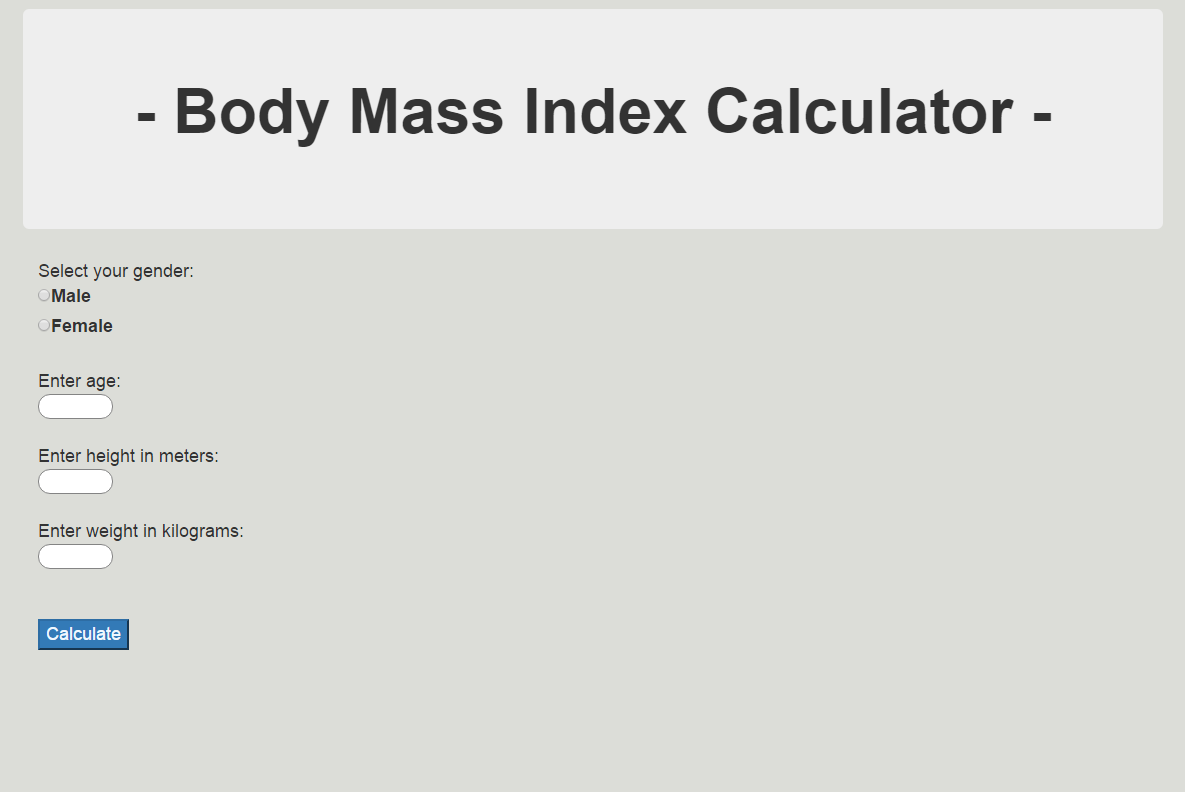 - Body Mass Index Calculator -
Select your gender:
Male
Female
Enter age:
Enter height in meters:
Enter weight in kilograms:
Calculate